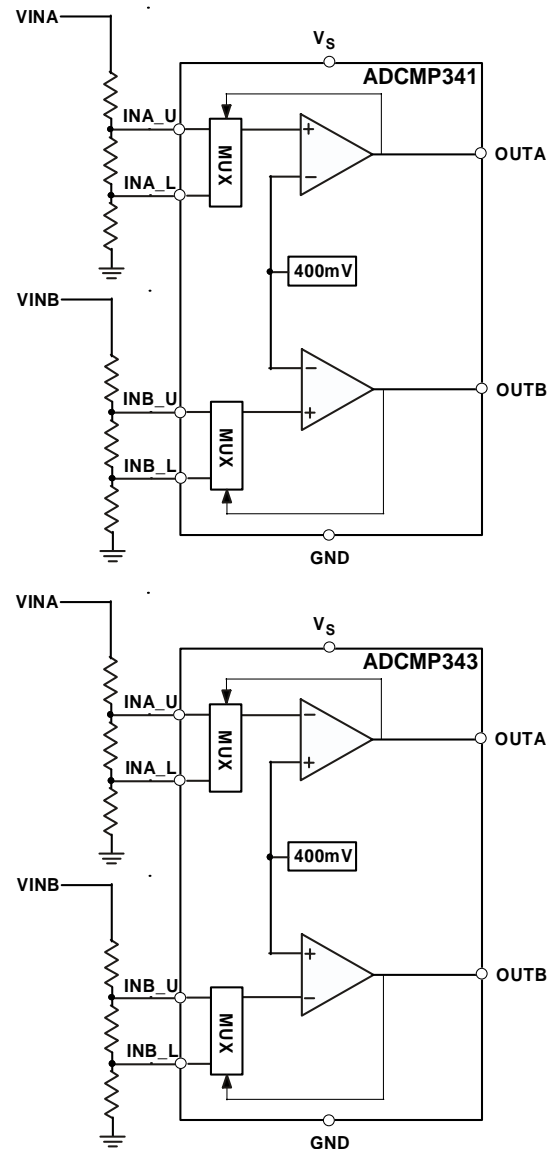 VINA
VS
ADCMP341
INA_U
MUX
+
OUTA
INA_L
−
400mV
VINB
−
INB_U
OUTB
MUX
+
INB_L
GND
VINA
VS
ADCMP343
INA_U
MUX
−
OUTA
INA_L
+
400mV
VINB
+
INB_U
OUTB
MUX
−
INB_L
GND